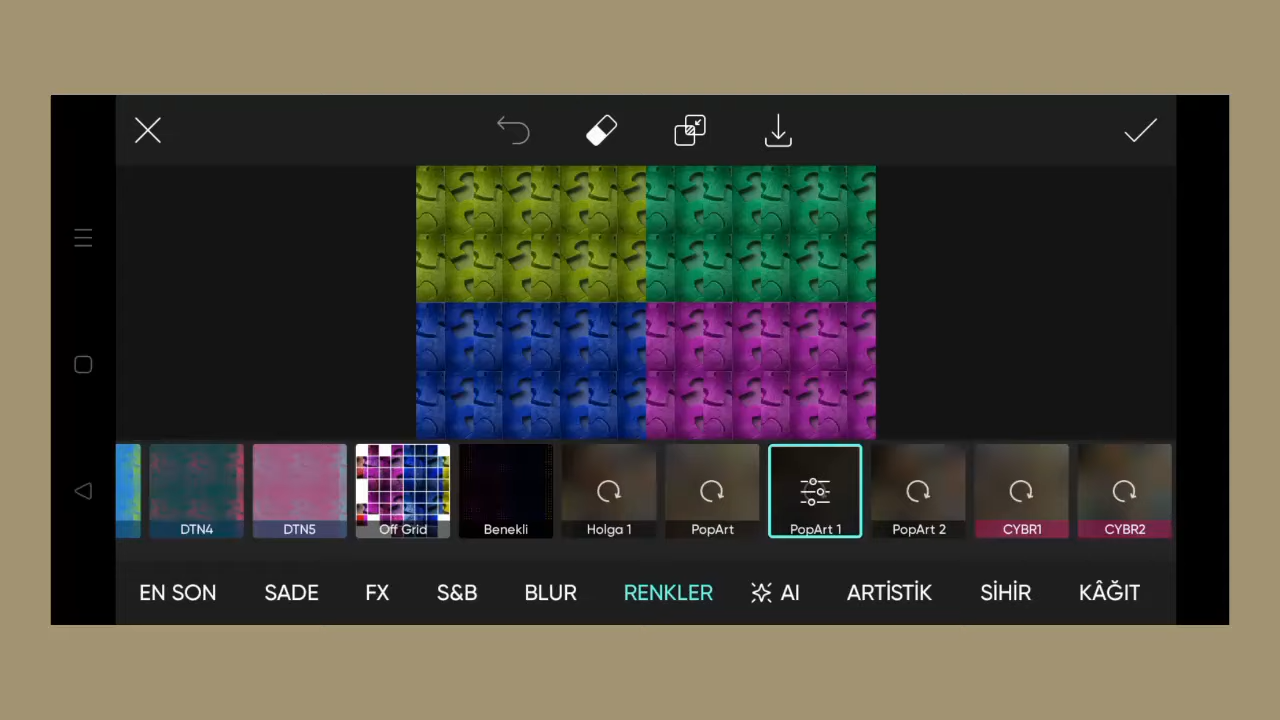 DTN4 DTN5 Off Grid Benekli Holga 1 PopArt PopArt 1 PopArt 2 CYBR1 CYBR2
EN SON SADE FX S&B BLUR RENKLER AI ARTİSTİK SİHİR KÂĞIT